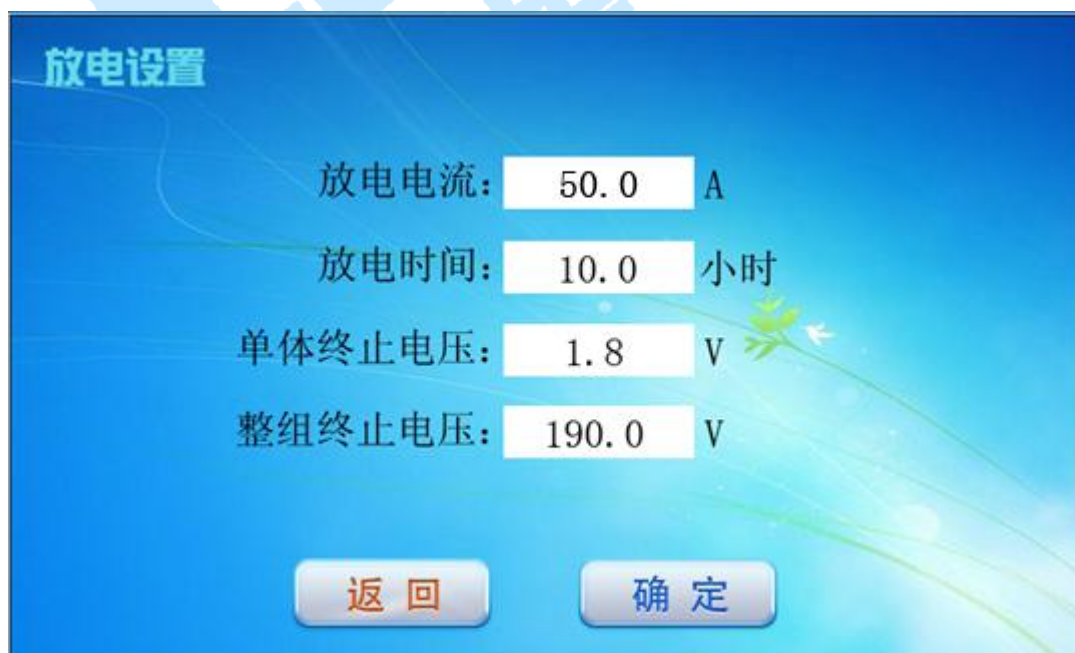 放电设置
放电电流： 50.0 A
放电时间： 10.0 小时
单体终止电压： 1.8 V
整组终止电压： 190.0 V
返 回 确 定